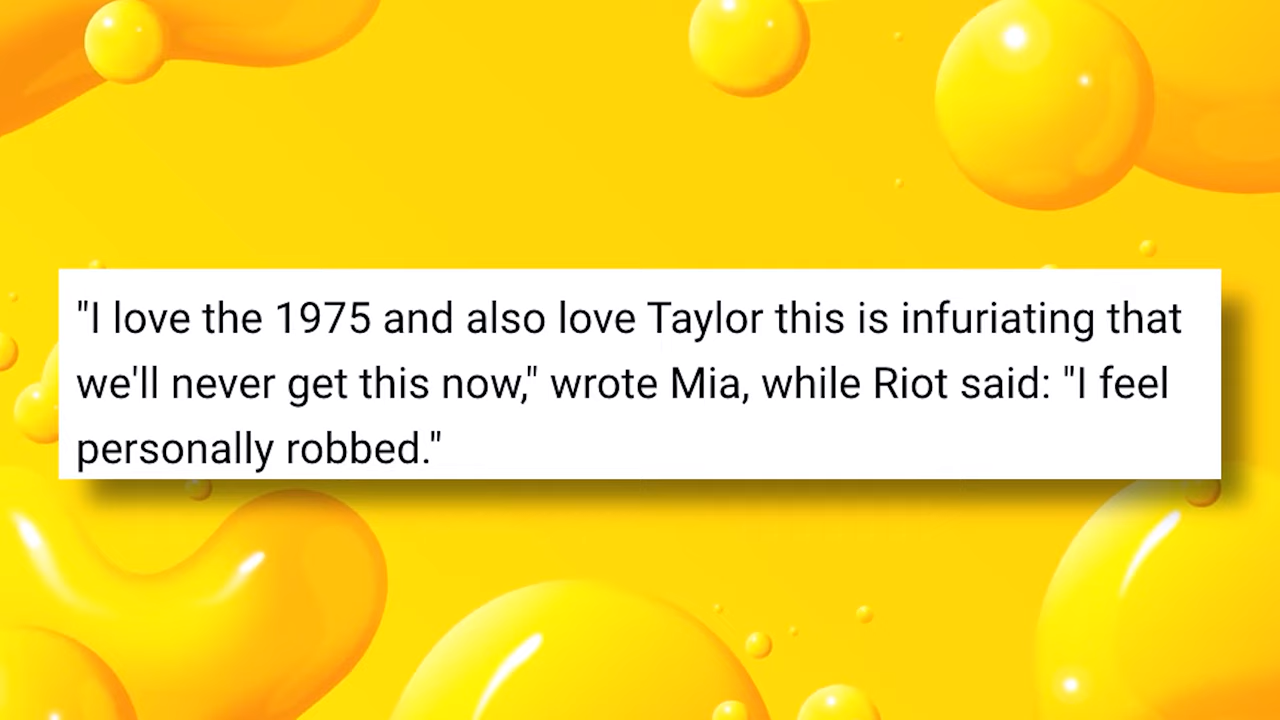 "I love the 1975 and also love Taylor this is infuriating that
we'll never get this now," wrote Mia, while Riot said: "I feel
personally robbed."